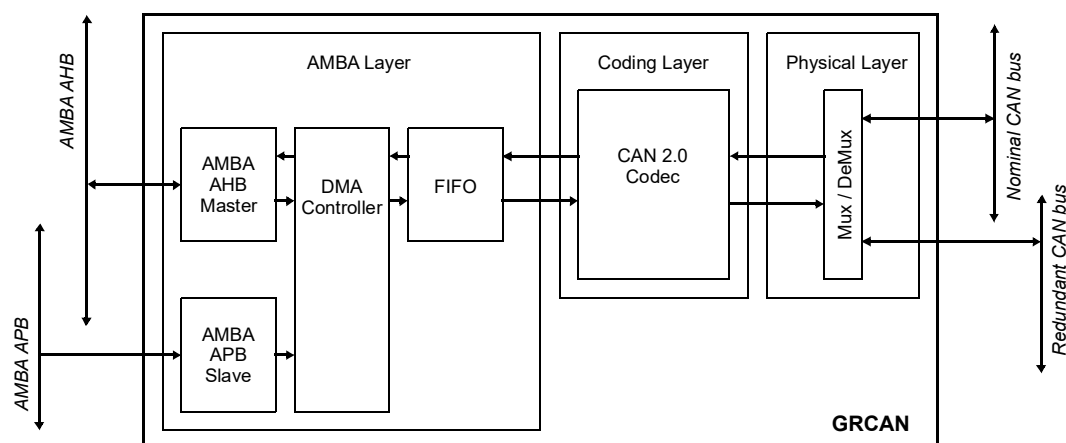 AMBA AHB
AMBA APB
AMBA Layer
AMBA
AHB
Master
DMA
Controller
FIFO
AMBA
APB
Slave
Coding Layer
CAN 2.0
Codec
Physical Layer
Mux / DeMux
Nominal CAN bus
Redundant CAN bus
GRCAN